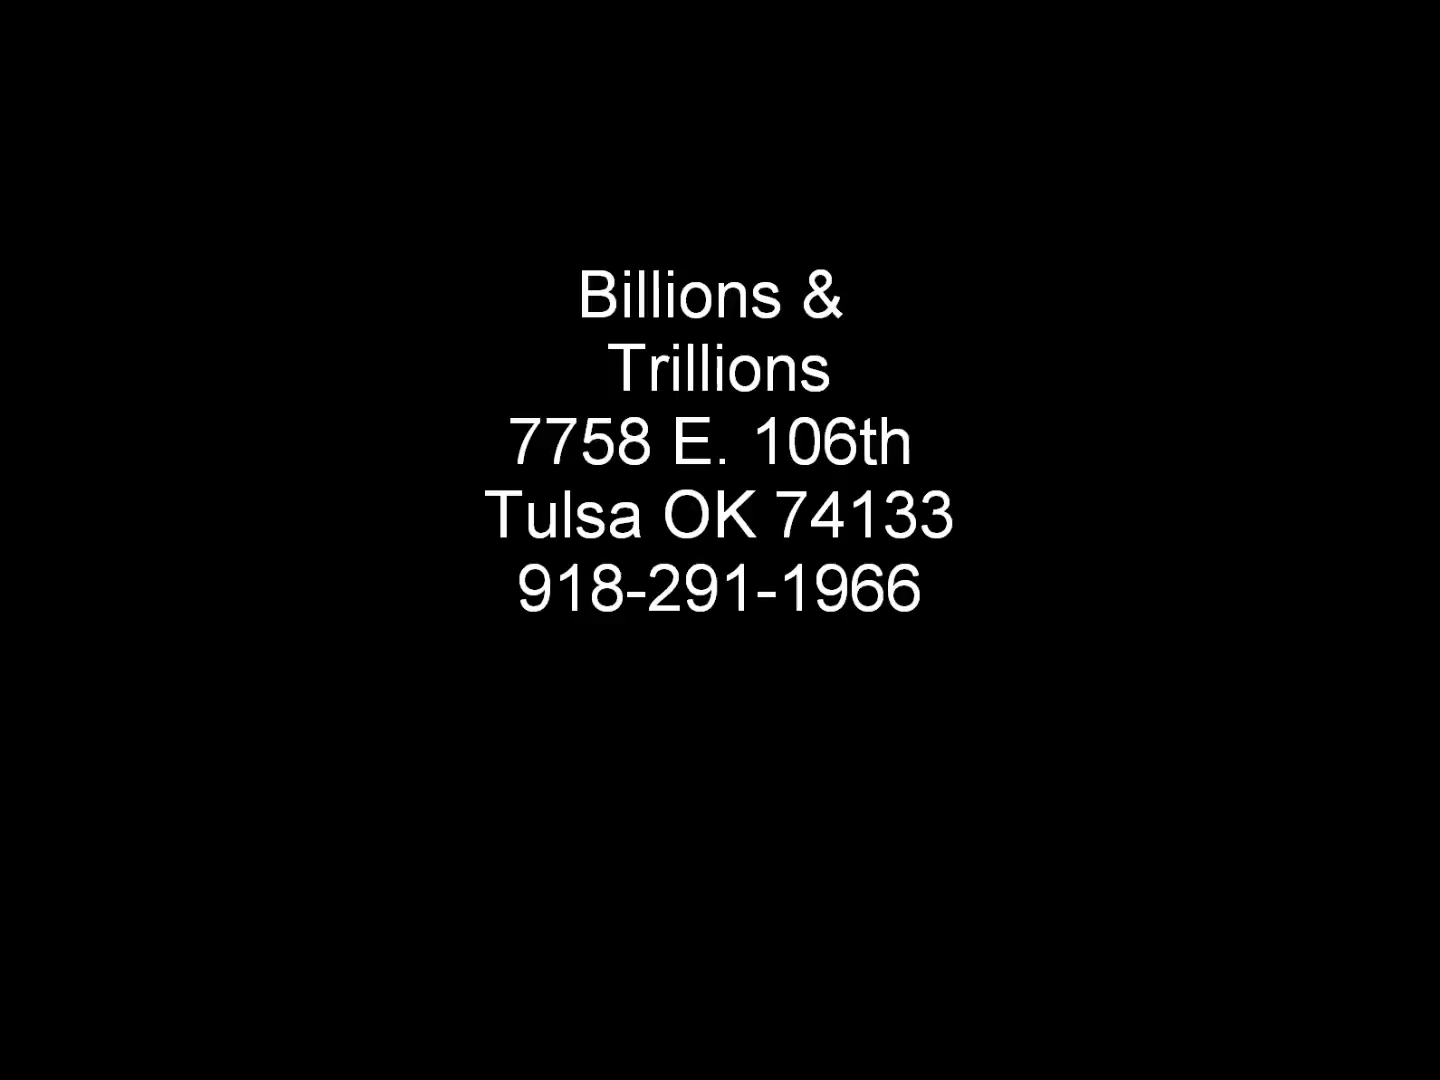 Billions &
Trillions
7758 E. 106th
Tulsa OK 74133
918-291-1966